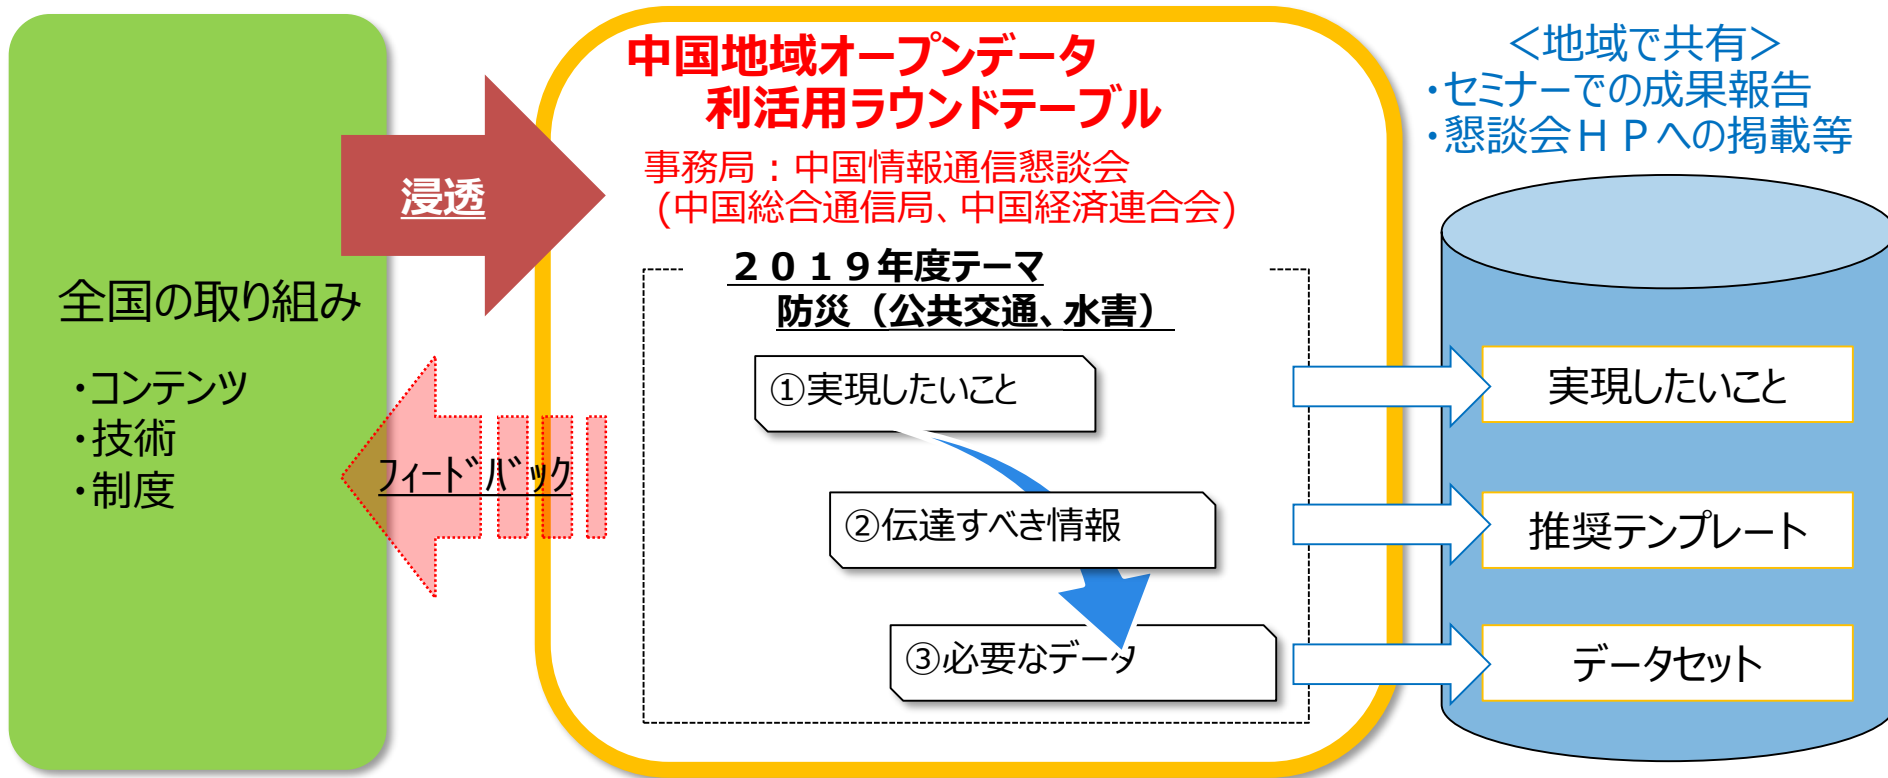 全国の取り組み
・コンテンツ
・技術
・制度
浸透
フィードバック
中国地域オープンデータ
利活用ラウンドテーブル
事務局：中国情報通信懇談会
(中国総合通信局、中国経済連合会)
２０１９年度テーマ
防災（公共交通、水害）
①実現したいこと
②伝達すべき情報
③必要なデータ
＜地域で共有＞
・セミナーでの成果報告
・懇談会ＨＰへの掲載等
実現したいこと
推奨テンプレート
データセット